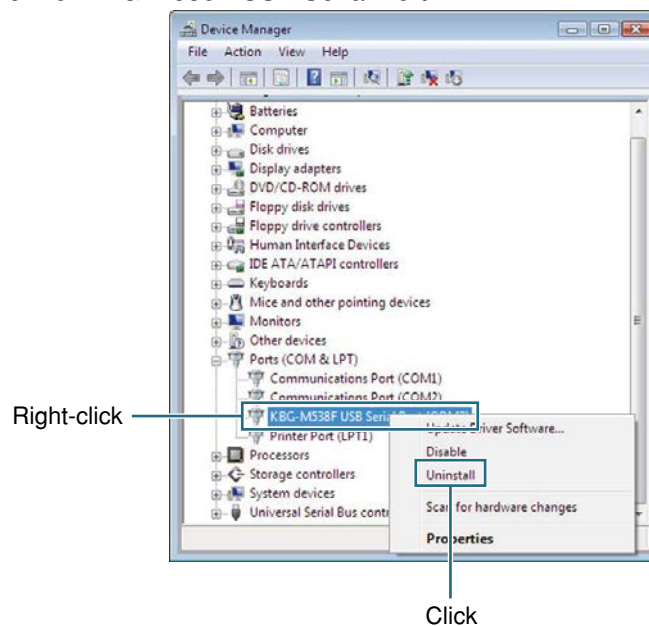 Device Manager
File Action View Help
Batteries
Computer
Disk drives
Display adapters
DVD/CD-ROM drives
Floppy disk drives
Floppy drive controllers
Human Interface Devices
IDE ATA/ATAPI controllers
Keyboards
Mice and other pointing devices
Monitors
Other devices
Ports (COM & LPT)
Communications Port (COM1)
Communications Port (COM2)
Right-click
KBG-M538F USB Serial
Printer Port (LPT1)
Update Driver Software...
Processors
Disable
Storage controllers
Uninstall
System devices
Universal Serial Bus contr
Scan for hardware changes
Properties
Click